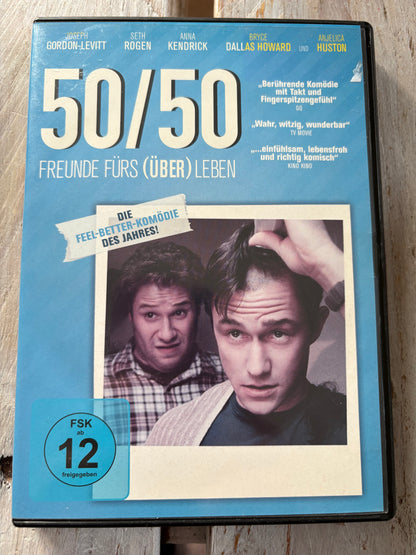 JOSEPH SETH ANNA BRYCE ANJELICA
GORDON-LEVITT ROGEN KENDRICK DALLAS HOWARD UND HUSTON
50/50
FREUNDE FÜRS (ÜBER) LEBEN
„Berührende Komödie
mit Takt und
Fingerspitzengefühl“
GQ
„Wahr, witzig, wunderbar“
TV MOVIE
„...einfühlsam, lebensfroh
und richtig komisch“
KINO KINO
DIE
FEEL-BETTER-KOMÖDIE
DES JAHRES!
FSK
ab
12
freigegeben